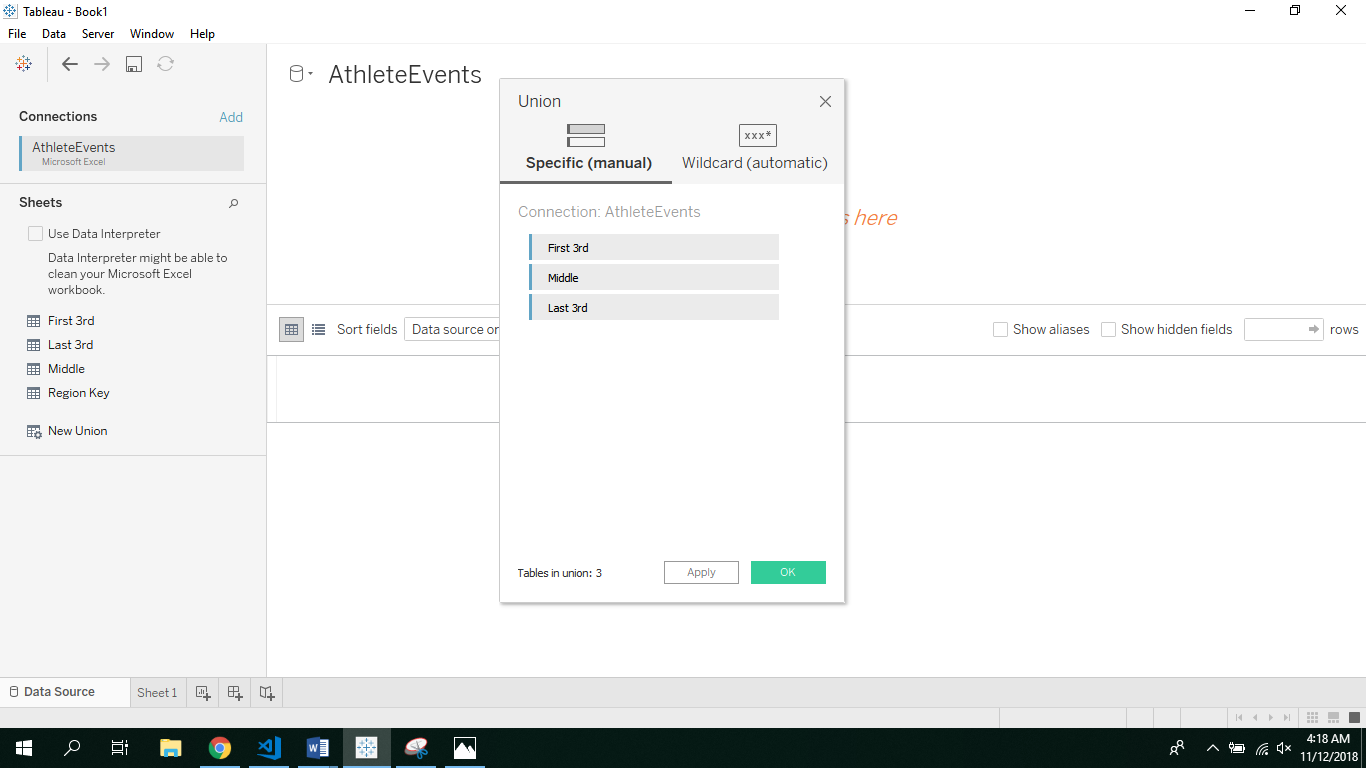 Tableau - Book1
File Data Server Window Help
AthleteEvents
Connections
Add
AthleteEvents
Microsoft Excel
Sheets
Use Data Interpreter
Data Interpreter might be able to
clean your Microsoft Excel
workbook.
First 3rd
Last 3rd
Middle
Region Key
New Union
Union
xxx*
Specific (manual) Wildcard (automatic)
Connection: AthleteEvents
First 3rd
Middle
Last 3rd
Tables in union: 3
Apply
OK
s here
Sort fields
Data source or
Show aliases
Show hidden fields
rows
Data Source
Sheet 1
4:18 AM
11/12/2018